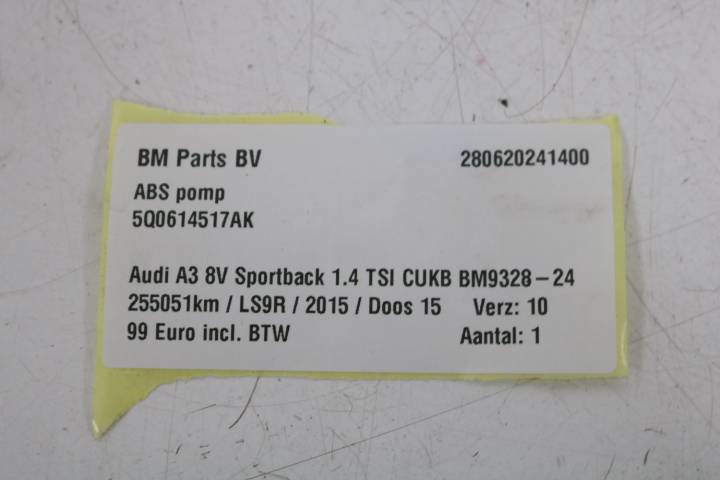 BM Parts BV 280620241400
ABS pomp
5Q0614517AK
Audi A3 8V Sportback 1.4 TSI CUKB BM9328-24
255051km / LS9R / 2015 / Doos 15 Verz: 10
99 Euro incl. BTW Aantal: 1